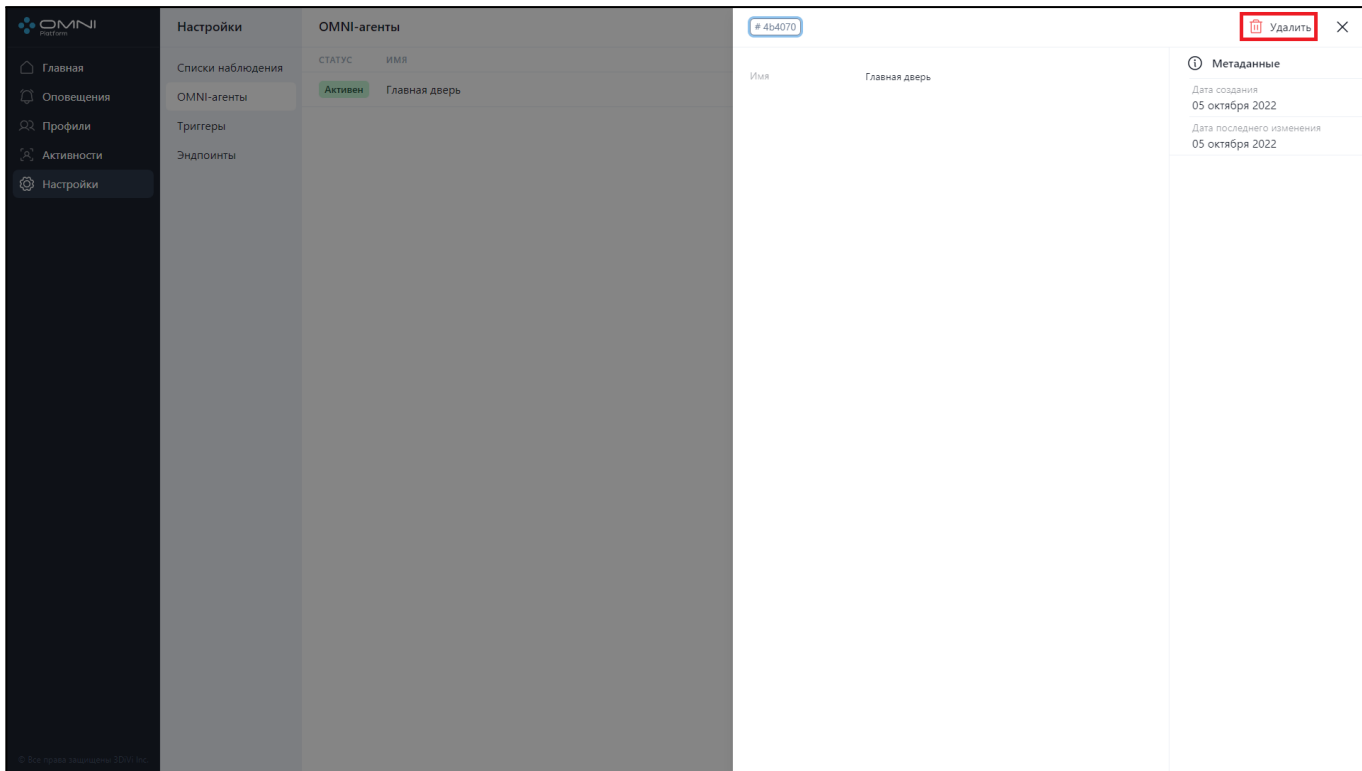 OMNI
Platform
Главная
Оповещения
Профили
Активности
Настройки
© Все права защищены 3DiVi Inc.
Настройки
Списки наблюдения
OMNI-агенты
Триггеры
Эндпоинты
OMNI-агенты
СТАТУС ИМЯ
Активен Главная дверь
# 4b4070
Удалить
Имя Главная дверь
Метаданные
Дата создания
05 октября 2022
Дата последнего изменения
05 октября 2022